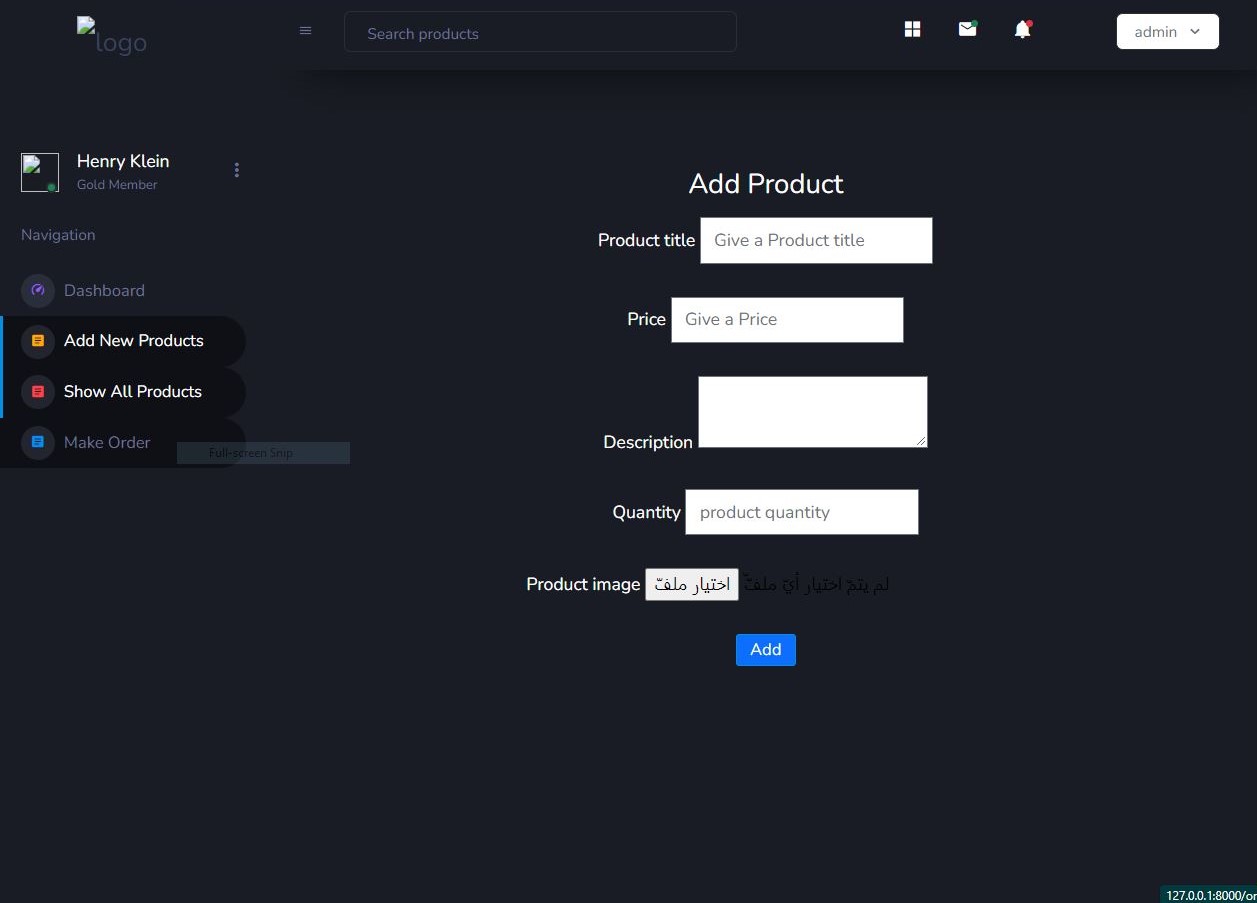 logo
Search products
admin
Henry Klein
Gold Member
Navigation
Dashboard
Add New Products
Show All Products
Make Order
Full-screen Snip
Add Product
Product title Give a Product title
Price Give a Price
Description
Quantity product quantity
Product image اختيار ملفّ لم يتمّ اختيار أيّ ملفّ
Add
127.0.0.1:8000/or